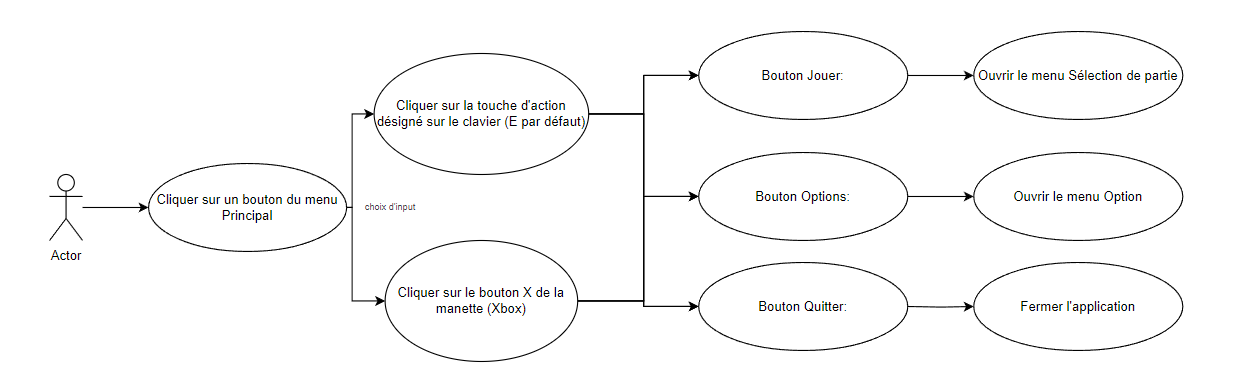 Actor
Cliquer sur un bouton du menu
Principal
choix d'input
Cliquer sur la touche d'action
désigné sur le clavier (E par défaut)
Cliquer sur le bouton X de la
manette (Xbox)
Bouton Jouer:
Ouvrir le menu Sélection de partie
Bouton Options:
Ouvrir le menu Option
Bouton Quitter:
Fermer l'application